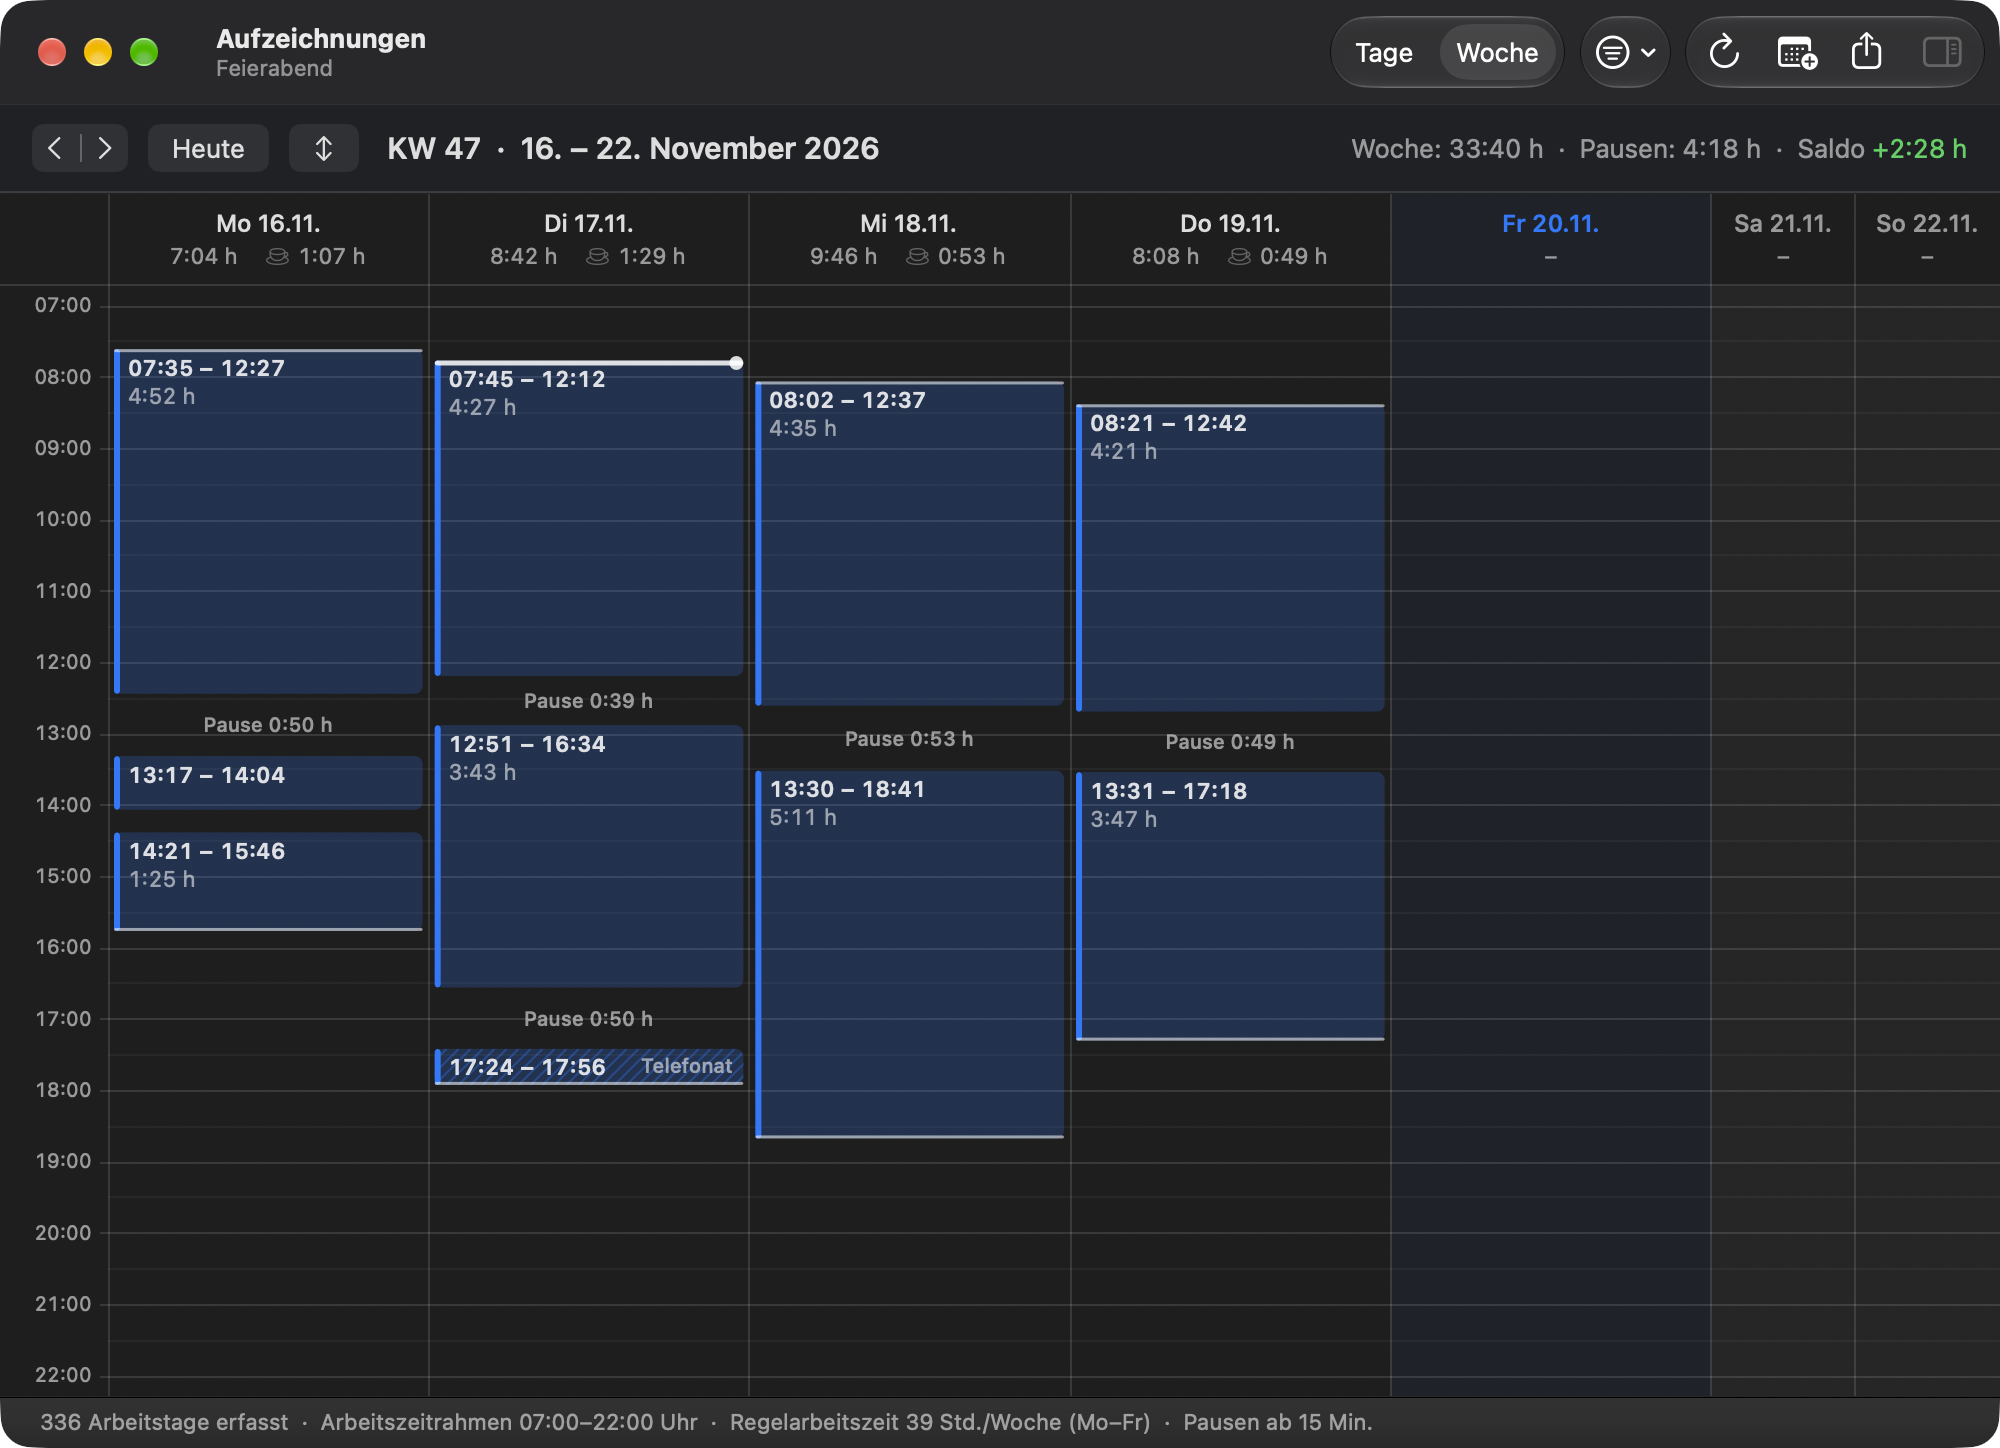 Aufzeichnungen
Feierabend
Tage Woche
Heute
KW 47 · 16. – 22. November 2026
Woche: 33:40 h · Pausen: 4:18 h · Saldo +2:28 h
Mo 16.11.
7:04 h 1:07 h
Di 17.11.
8:42 h 1:29 h
Mi 18.11.
9:46 h 0:53 h
Do 19.11.
8:08 h 0:49 h
Fr 20.11.
–
Sa 21.11.
–
So 22.11.
–
07:00
08:00
09:00
10:00
11:00
12:00
13:00
14:00
15:00
16:00
17:00
18:00
19:00
20:00
21:00
22:00
07:35 – 12:27
4:52 h
Pause 0:50 h
13:17 – 14:04
14:21 – 15:46
1:25 h
07:45 – 12:12
4:27 h
Pause 0:39 h
12:51 – 16:34
3:43 h
Pause 0:50 h
17:24 – 17:56 Telefonat
08:02 – 12:37
4:35 h
Pause 0:53 h
13:30 – 18:41
5:11 h
08:21 – 12:42
4:21 h
Pause 0:49 h
13:31 – 17:18
3:47 h
336 Arbeitstage erfasst · Arbeitszeitrahmen 07:00–22:00 Uhr · Regelarbeitszeit 39 Std./Woche (Mo–Fr) · Pausen ab 15 Min.